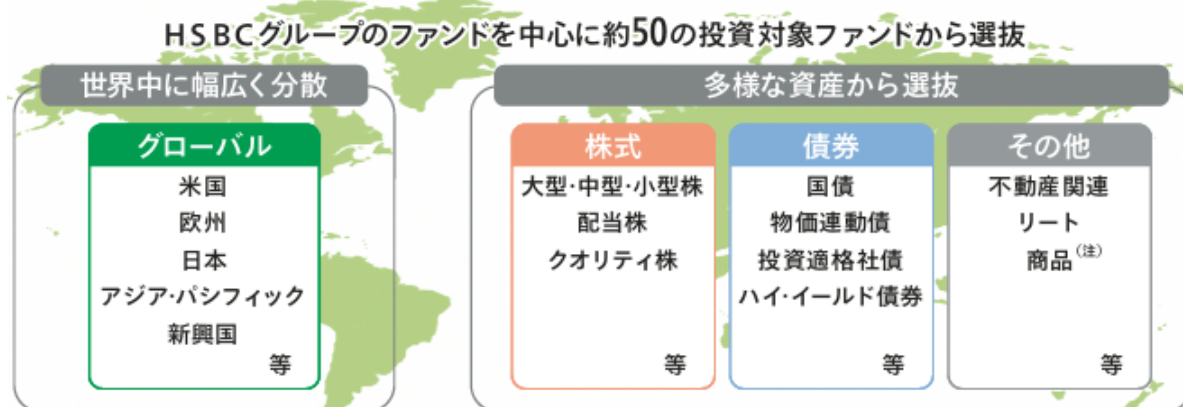 HSBCグループのファンドを中心に約50の投資対象ファンドから選抜
世界中に幅広く分散
グローバル
米国
欧州
日本
アジア・パシフィック
新興国
等
多様な資産から選抜
株式
大型・中型・小型株
配当株
クオリティ株
等
債券
国債
物価連動債
投資適格社債
ハイ・イールド債券
等
その他
不動産関連
リート
商品(注)
等